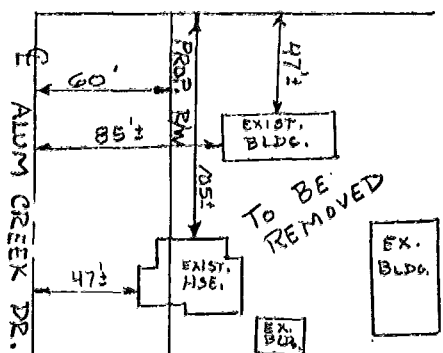 47'±
60'
PROP. R/W
85'±
EXIST.
BLDG.
105±
TO BE
REMOVED
℄ ALUM CREEK DR.
EX.
BLDG.
EXIST.
HSE.
47'±
EX.
BLDG.